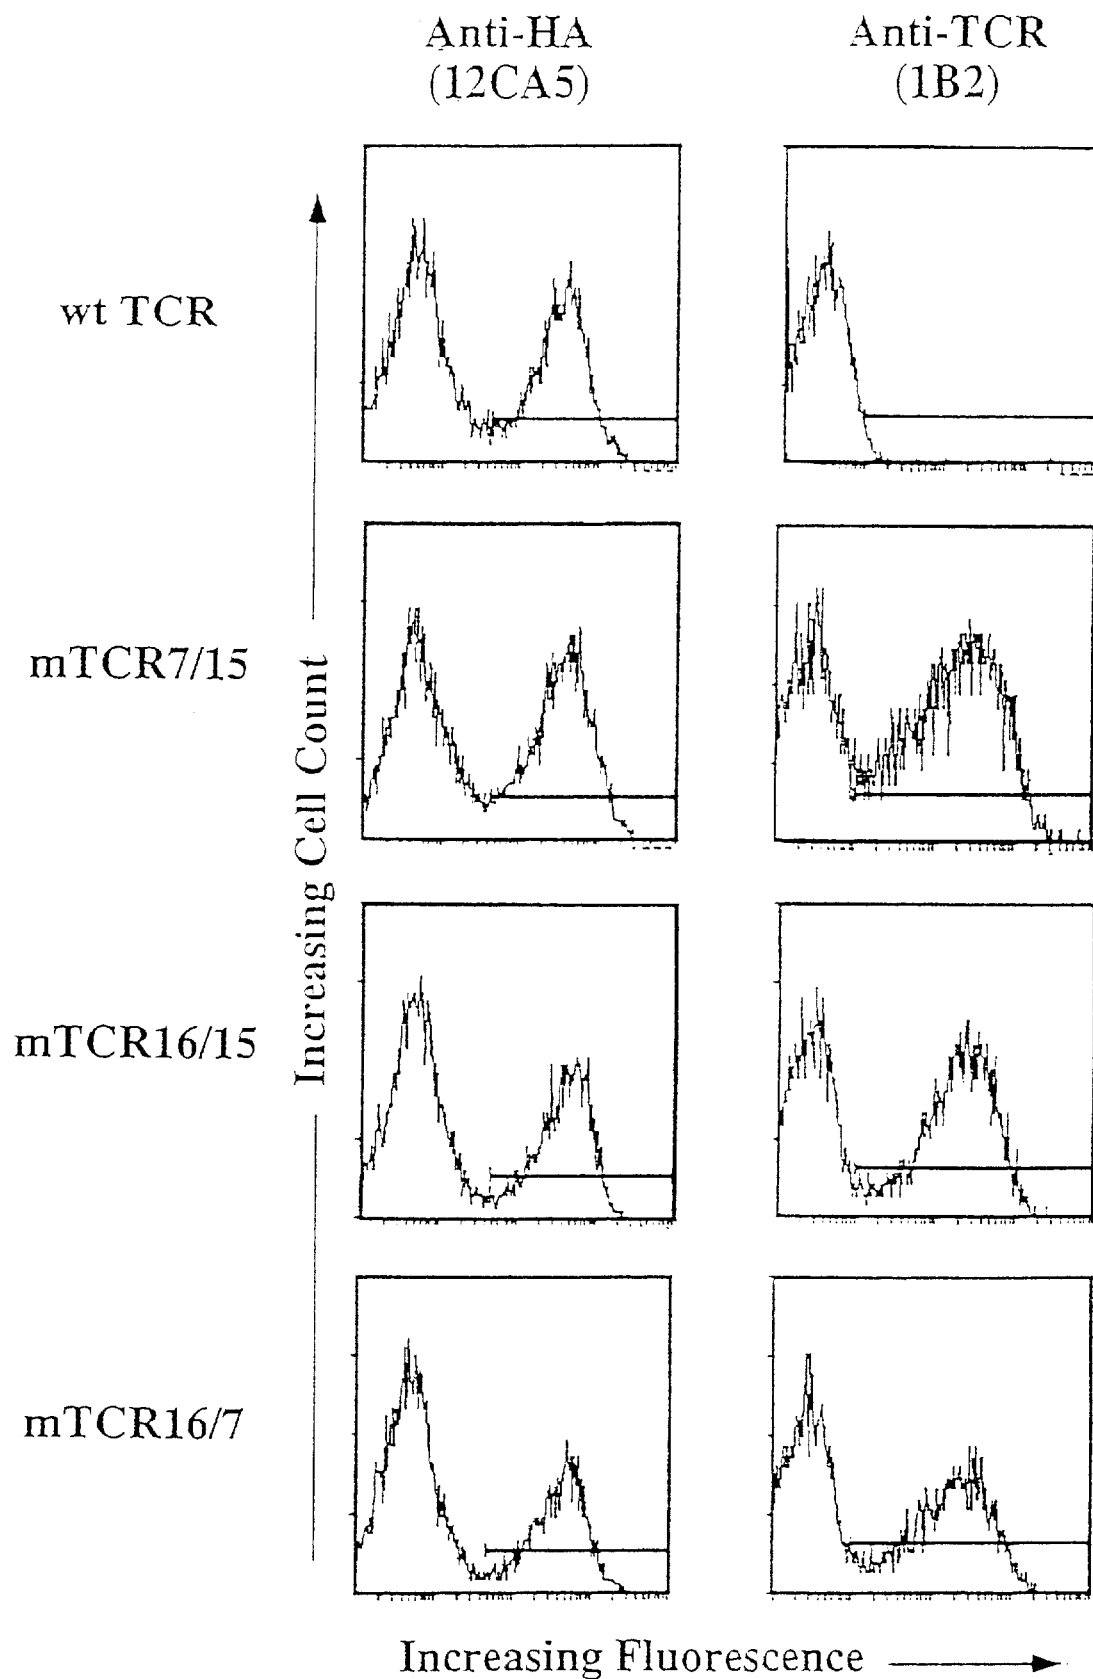 Anti-HA
(12CA5)
Anti-TCR
(1B2)
wt TCR
mTCR7/15
mTCR16/15
mTCR16/7
Increasing Cell Count
Increasing Fluorescence